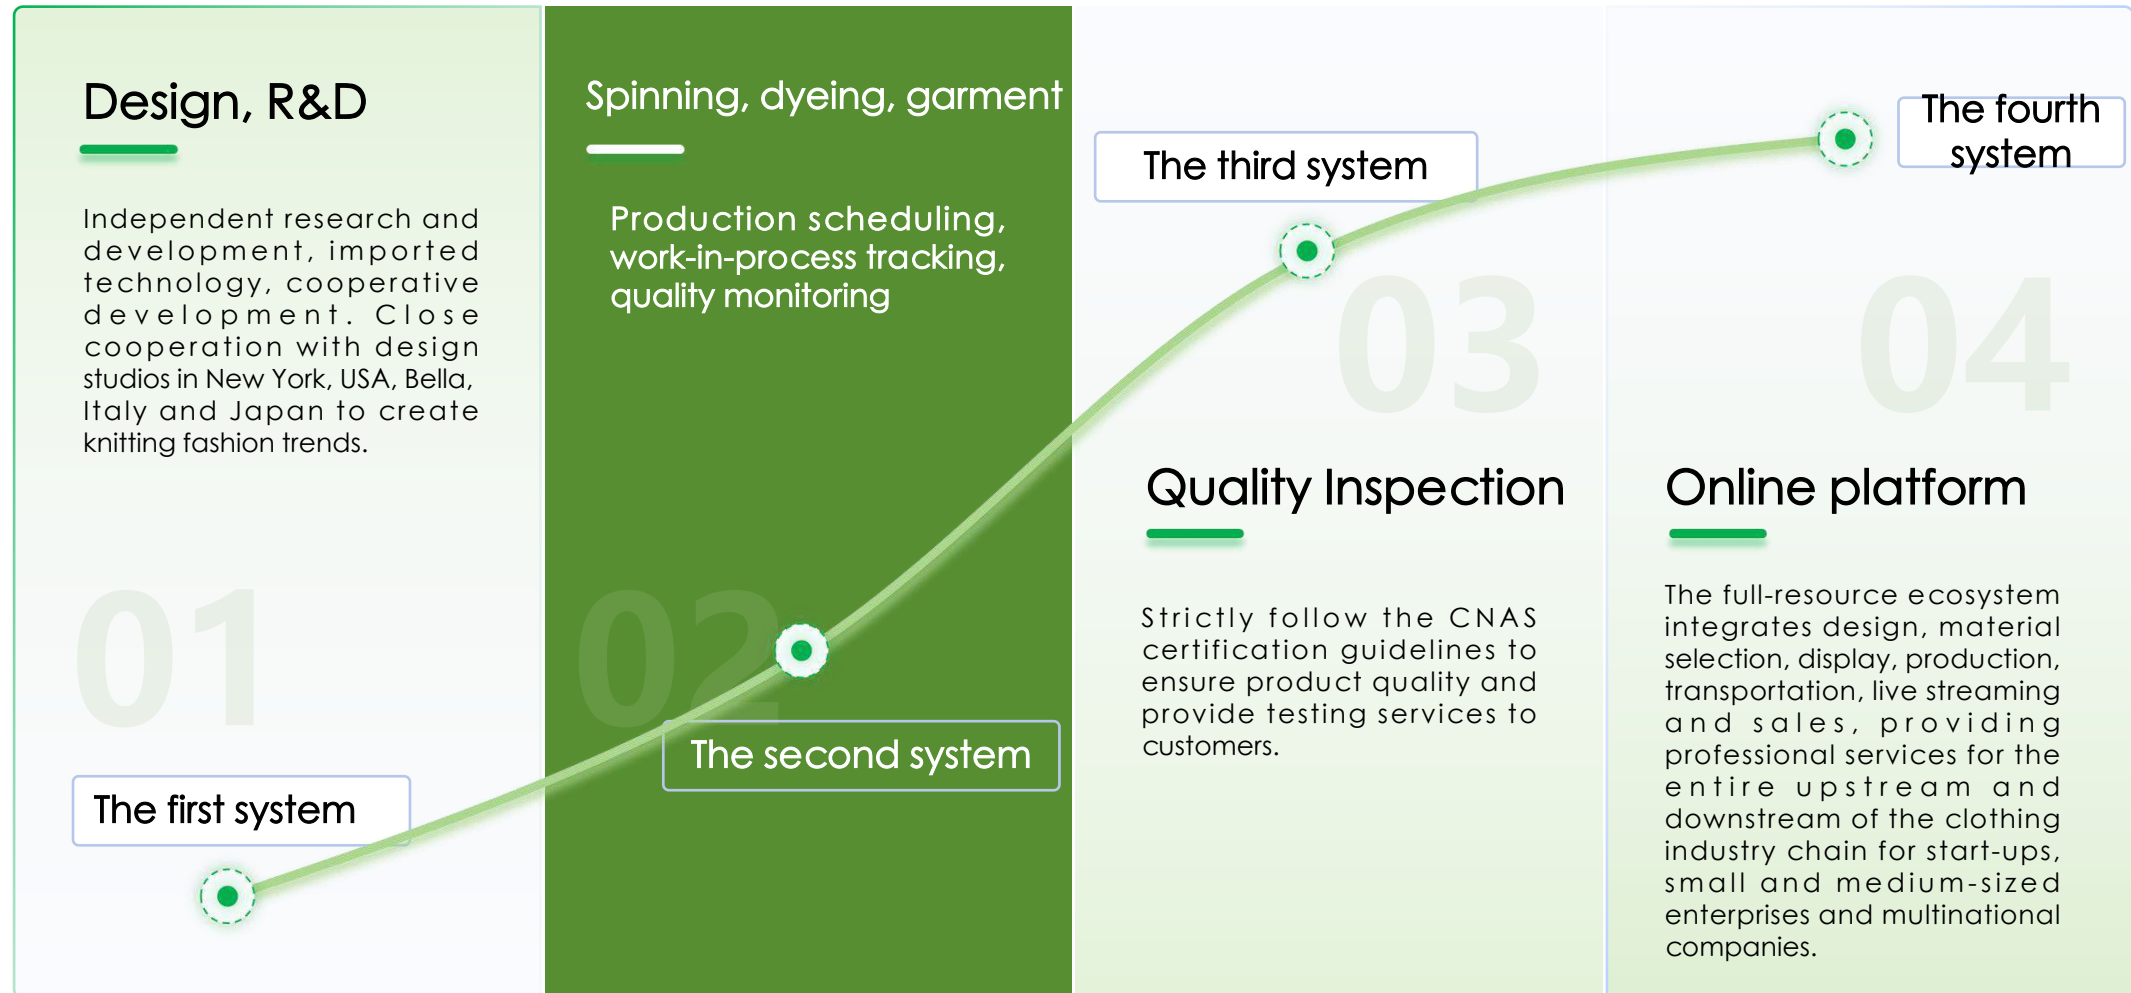 Design, R&D
Independent research and
development, imported
technology, cooperative
development. Close
cooperation with design
studios in New York, USA, Bella,
Italy and Japan to create
knitting fashion trends.
01
The first system
Spinning, dyeing, garment
Production scheduling,
work-in-process tracking,
quality monitoring
02
The second system
The third system
03
Quality Inspection
Strictly follow the CNAS
certification guidelines to
ensure product quality and
provide testing services to
customers.
The fourth
system
04
Online platform
The full-resource ecosystem
integrates design, material
selection, display, production,
transportation, live streaming
and sales, providing
professional services for the
entire upstream and
downstream of the clothing
industry chain for start-ups,
small and medium-sized
enterprises and multinational
companies.